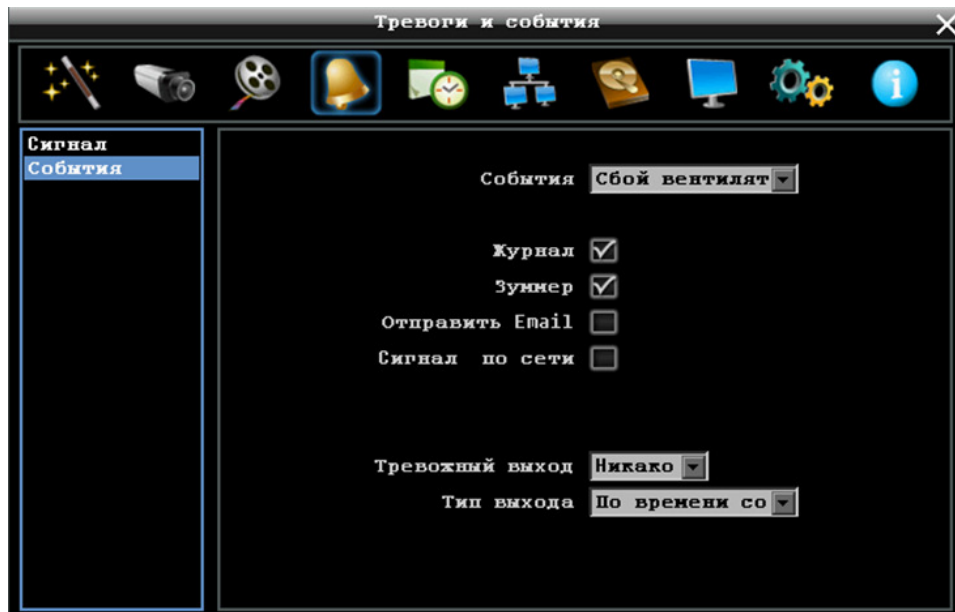 Тревоги и события
Сигнал
События
События Сбой вентилят
Журнал
Зуммер
Отправить Email
Сигнал по сети
Тревожный выход Никако
Тип выхода По времени со